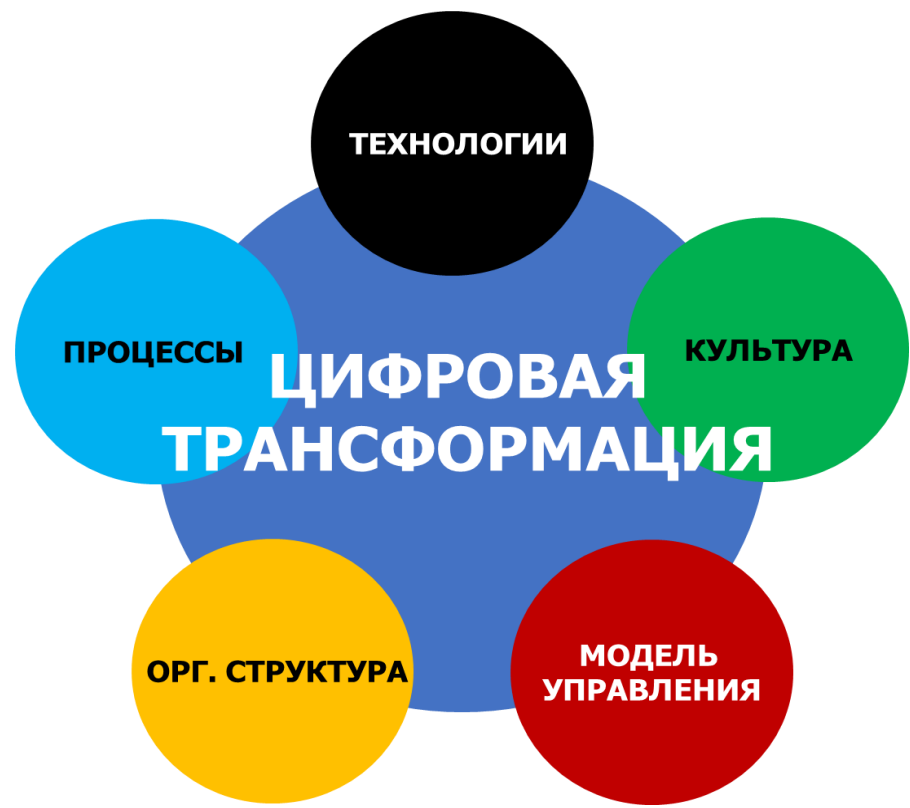 ТЕХНОЛОГИИ
ПРОЦЕССЫ
КУЛЬТУРА
ЦИФРОВАЯ
ТРАНСФОРМАЦИЯ
ОРГ. СТРУКТУРА
МОДЕЛЬ
УПРАВЛЕНИЯ